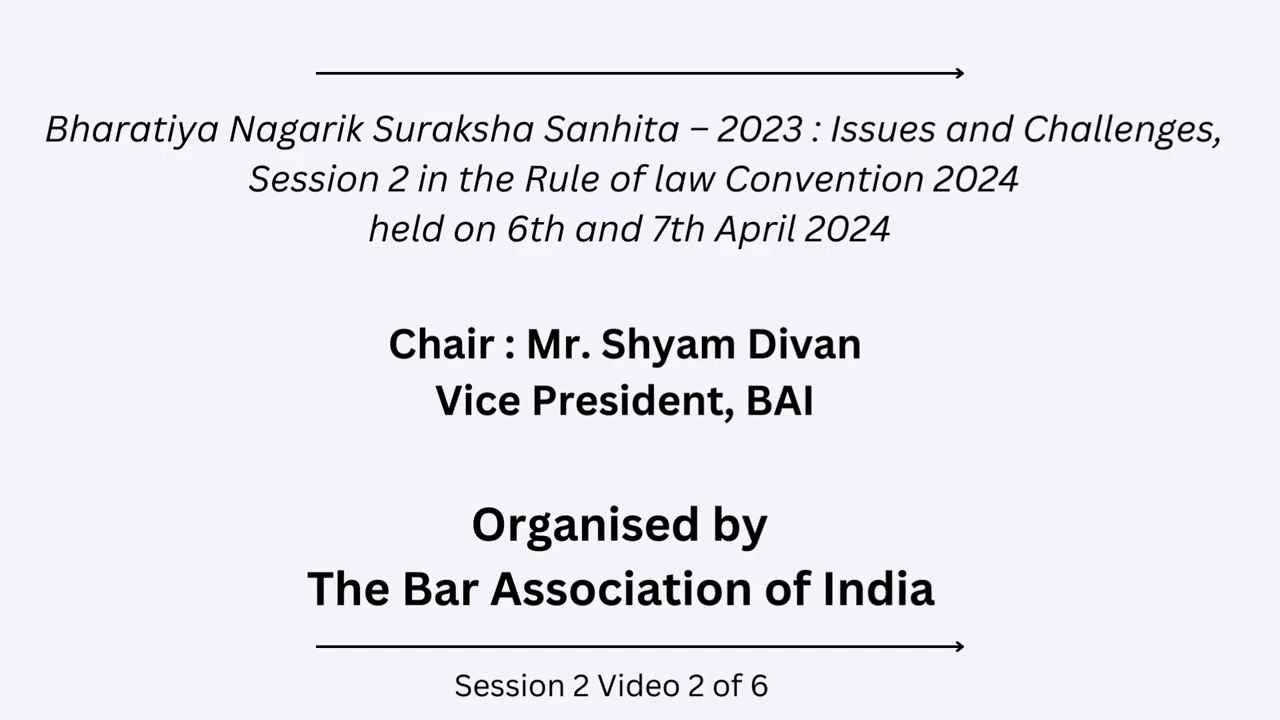 Bharatiya Nagarik Suraksha Sanhita – 2023 : Issues and Challenges,
Session 2 in the Rule of law Convention 2024
held on 6th and 7th April 2024
Chair : Mr. Shyam Divan
Vice President, BAI
Organised by
The Bar Association of India
Session 2 Video 2 of 6